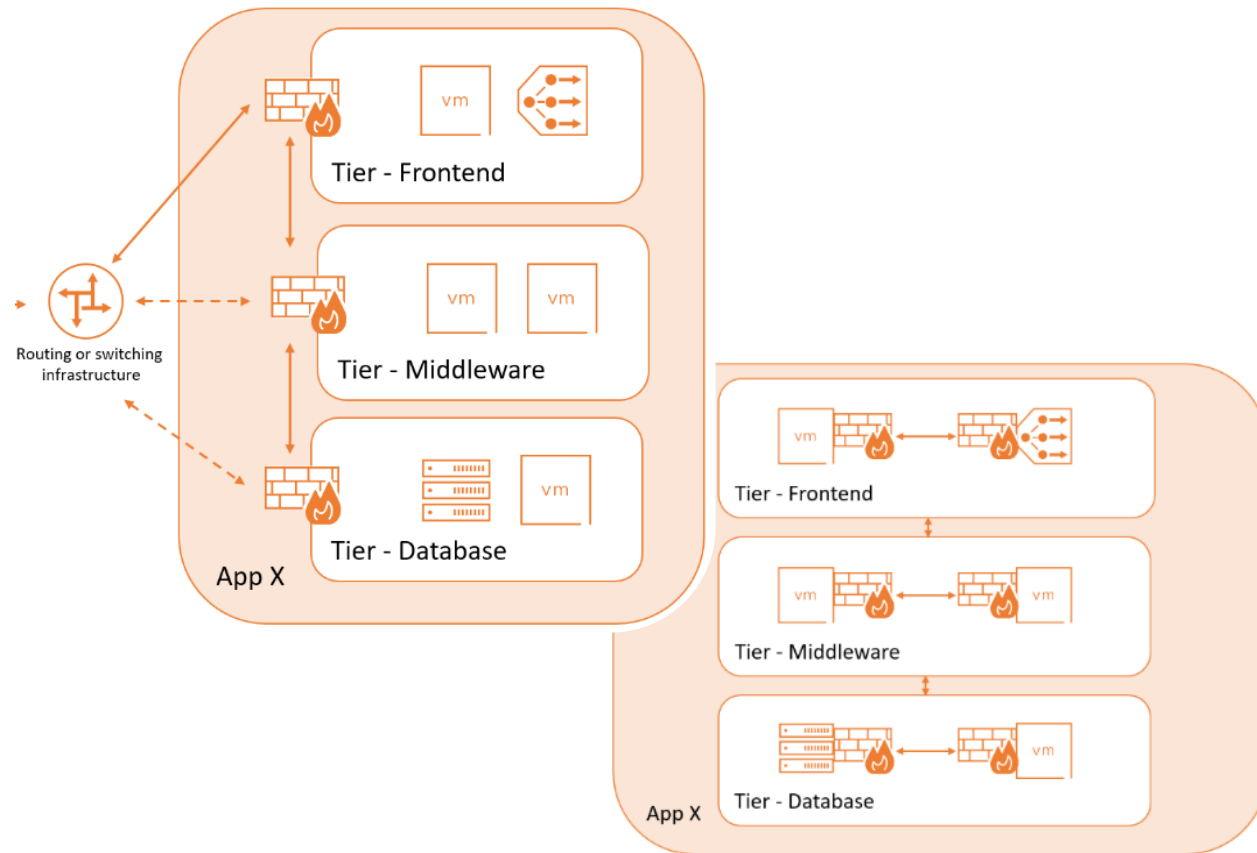 vm
Tier - Frontend
vm
vm
Tier - Middleware
Routing or switching
infrastructure
vm
Tier - Database
App X
vm
Tier - Frontend
vm
vm
Tier - Middleware
vm
Tier - Database
App X